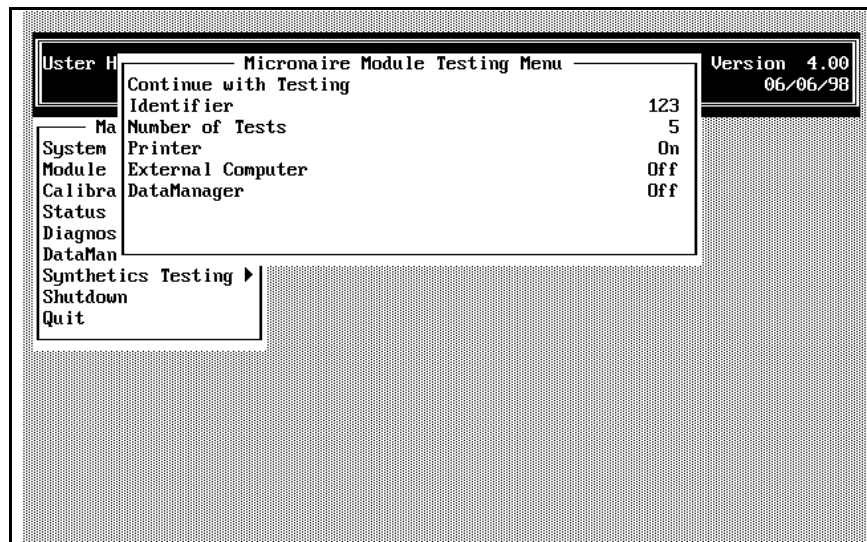 Uster H
Version 4.00
06/06/98
Micronaire Module Testing Menu
Continue with Testing
Identifier 123
Number of Tests 5
Printer On
External Computer Off
DataManager Off
Ma
System
Module
Calibra
Status
Diagnos
DataMan
Synthetics Testing ▶
Shutdown
Quit